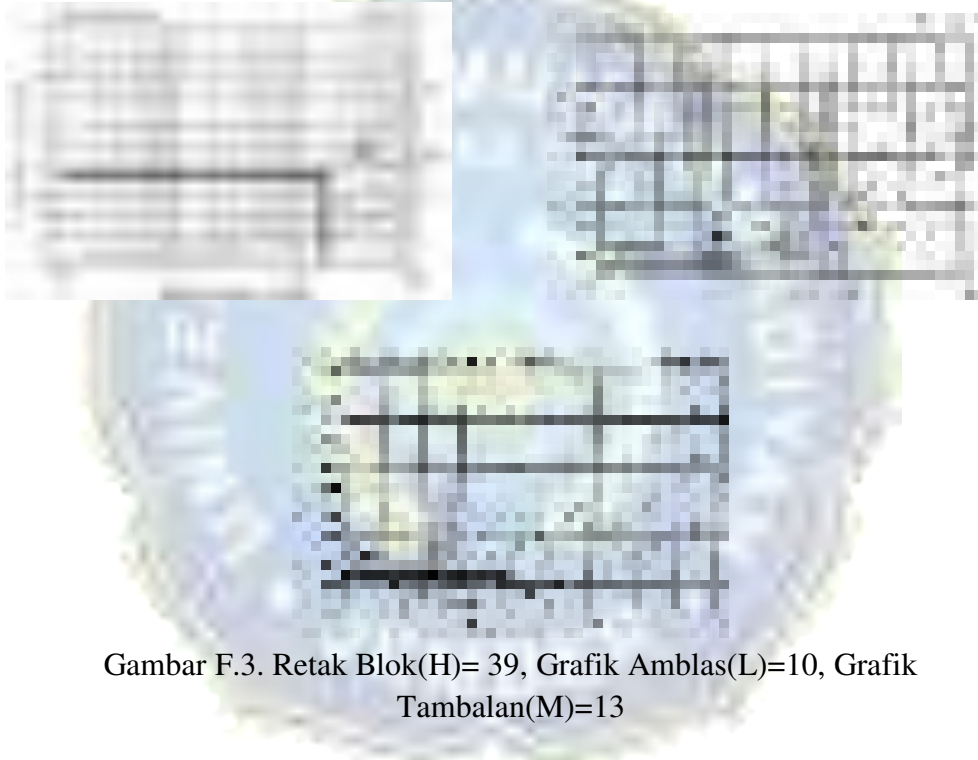 Gambar F.3. Retak Blok(H)= 39, Grafik Amblas(L)=10, Grafik
Tambalan(M)=13